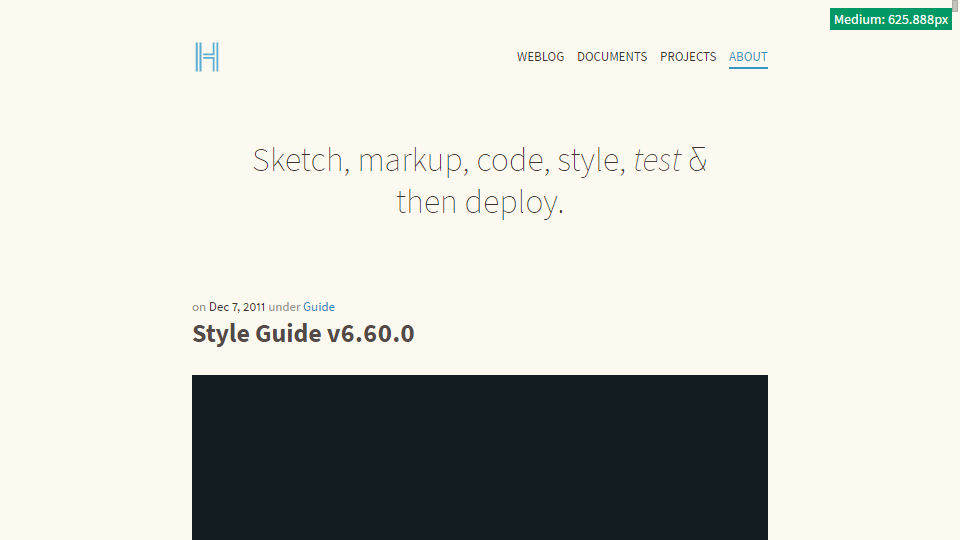 Medium: 625.888px
H
WEBLOG DOCUMENTS PROJECTS ABOUT
Sketch, markup, code, style, test &
then deploy.
on Dec 7, 2011 under Guide
Style Guide v6.60.0